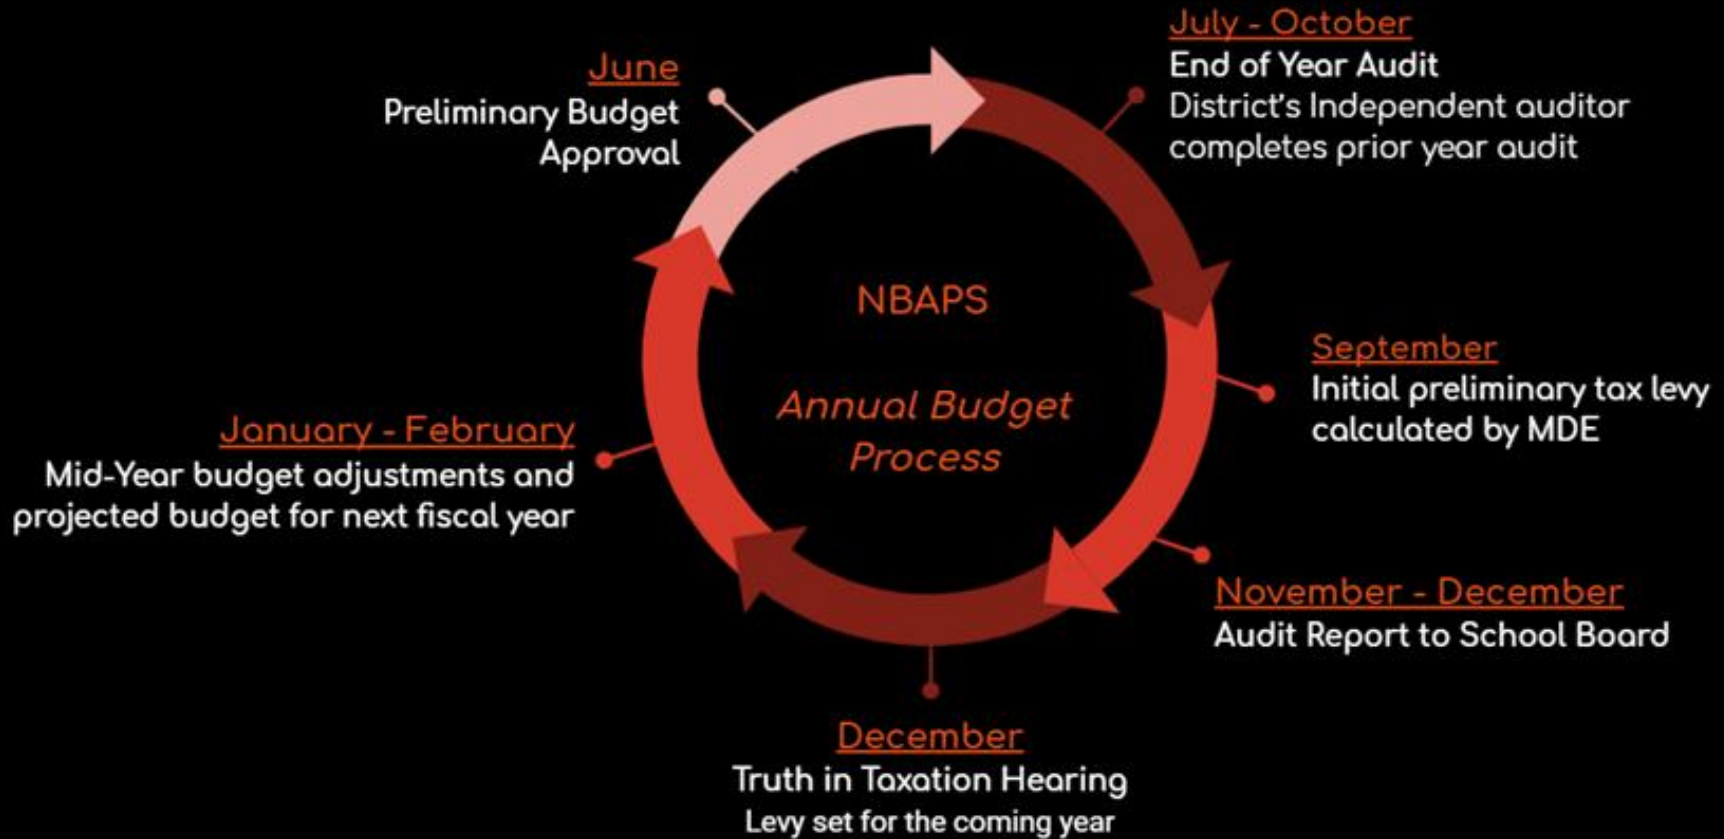 July - October
End of Year Audit
District's Independent auditor
completes prior year audit
September
Initial preliminary tax levy
calculated by MDE
November - December
Audit Report to School Board
December
Truth in Taxation Hearing
Levy set for the coming year
January - February
Mid-Year budget adjustments and
projected budget for next fiscal year
June
Preliminary Budget
Approval
NBAPS
Annual Budget
Process